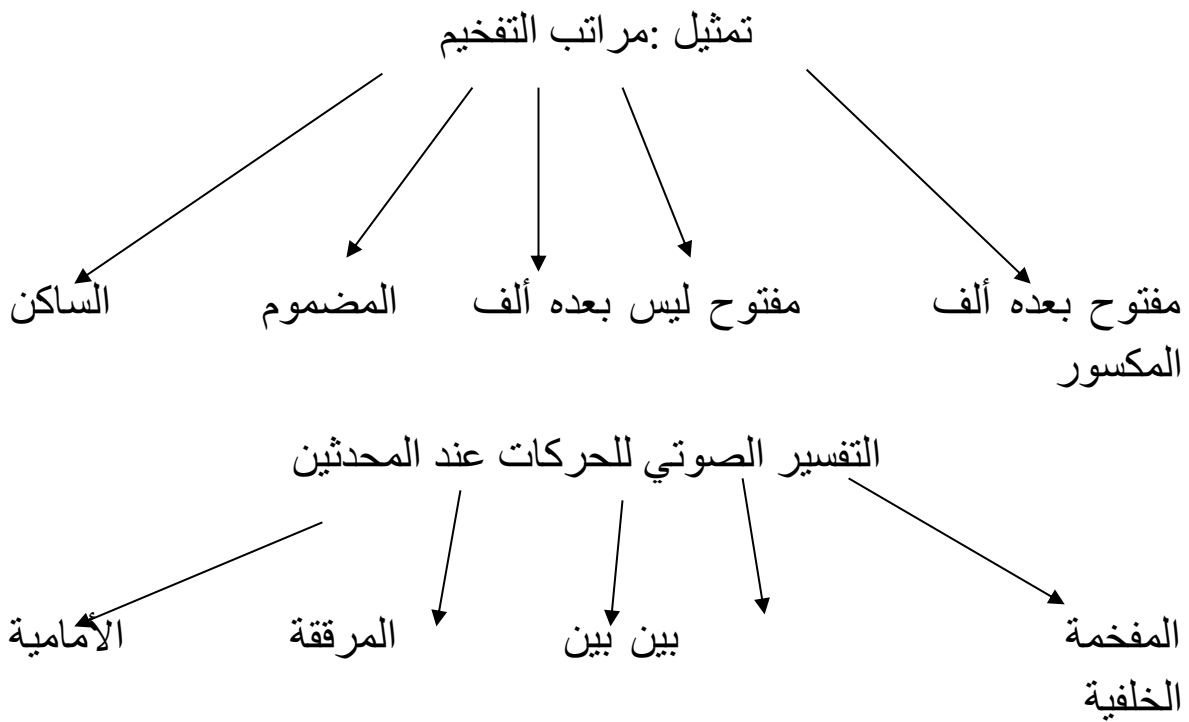 تمثيل :مراتب التفخيم
مفتوح بعده ألف مفتوح ليس بعده ألف المضموم الساكن
المكسور
التفسير الصوتي للحركات عند المحدثين
المفخمة بين بين المرققة الأمامية
الخلفية